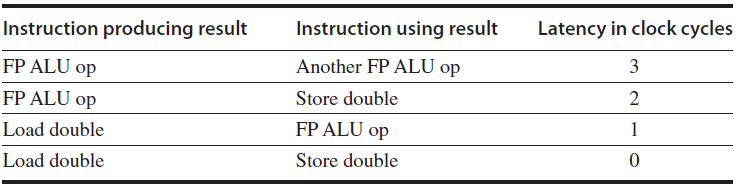 Instruction producing result Instruction using result Latency in clock cycles
FP ALU op Another FP ALU op 3
FP ALU op Store double 2
Load double FP ALU op 1
Load double Store double 0